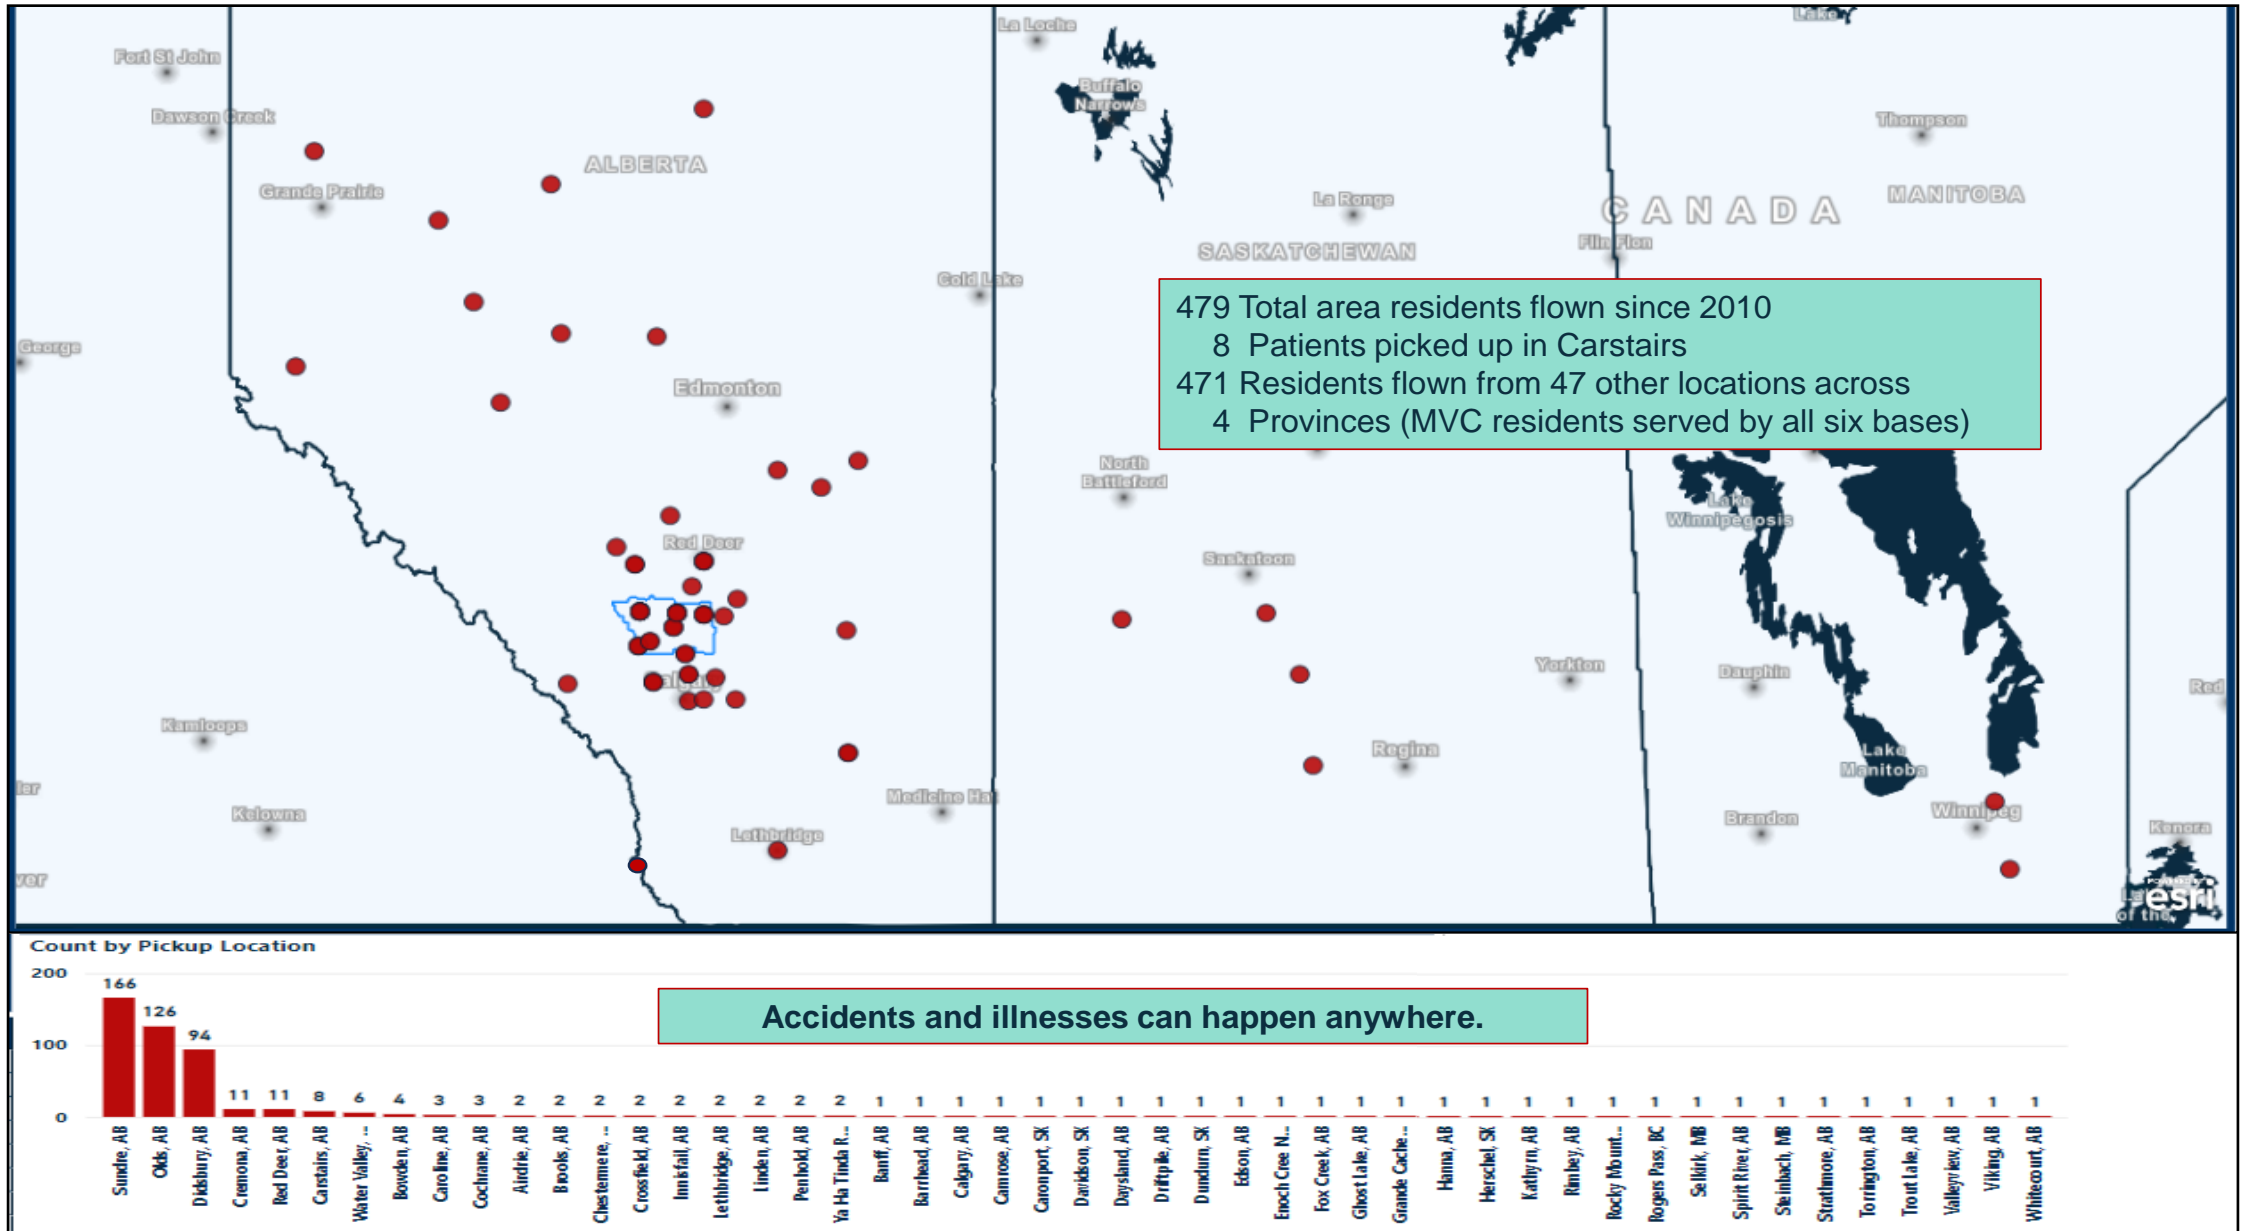 La Loche
Lake
Fort St John
Buffalo
Narrows
Dawson Creek
Thompson
ALBERTA
Grande Prairie
La Ronge
MANITOBA
CANADA
SASKATCHEWAN
Flin Flon
Cold Lake
479 Total area residents flown since 2010
8 Patients picked up in Carstairs
471 Residents flown from 47 other locations across
4 Provinces (MVC residents served by all six bases)
George
Edmonton
North
Battleford
Lake
Winnipegosis
Red Deer
Saskatoon
Yorkton
Dauphin
Red
Calgary
Kamloops
Regina
Lake
Manitoba
ler
Medicine Hat
Kelowna
Lethbridge
Brandon
Winnipeg
Kenora
ver
esri
of the
Count by Pickup Location
200
100
0
166
126
94
11 11 8 6 4 3 3 2 2 2 2 2 2 2 2 2 1 1 1 1 1 1 1 1 1 1 1 1 1 1 1 1 1 1 1 1 1 1 1 1 1 1 1 1 1 1
Accidents and illnesses can happen anywhere.
Sundre, AB
Olds, AB
Didsbury, AB
Cremona, AB
Red Deer, AB
Carstairs, AB
Water Valley, ...
Bowden, AB
Caroline, AB
Cochrane, AB
Airdrie, AB
Brooks, AB
Chestermere, ...
Crossfield, AB
Innisfail, AB
Lethbridge, AB
Linden, AB
Penhold, AB
Ya Ha Tinda R...
Banff, AB
Barrhead, AB
Calgary, AB
Camrose, AB
Caronport, SK
Davidson, SK
Daysland, AB
Driftpile, AB
Dundurn, SK
Edson, AB
Enoch Cree N...
Fox Creek, AB
Ghost Lake, AB
Grande Cache...
Hanna, AB
Herschel, SK
Kathyrn, AB
Rimbey, AB
Rocky Mount...
Rogers Pass, BC
Selkirk, MB
Spirit River, AB
Steinbach, MB
Strathmore, AB
Torrington, AB
Trout Lake, AB
Valleyview, AB
Viking, AB
Whitecourt, AB